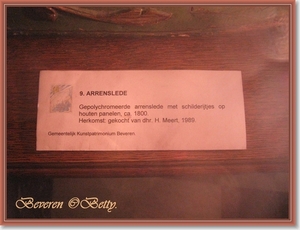 9. ARRENSLEDE
Gepolychromeerde arrenslede met schilderijtjes op
houten panelen, ca. 1800.
Herkomst: gekocht van dhr. H. Meert, 1989.
Gemeentelijk Kunstpatrimonium Beveren.
Beveren ©Betty.